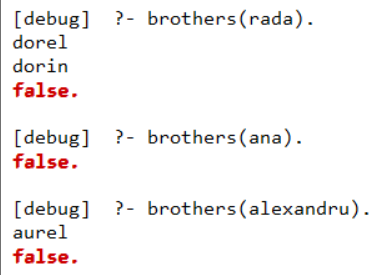 [debug]  ?- brothers(rada).
dorel
dorin
false.
[debug]  ?- brothers(ana).
false.
[debug]  ?- brothers(alexandru).
aurel
false.